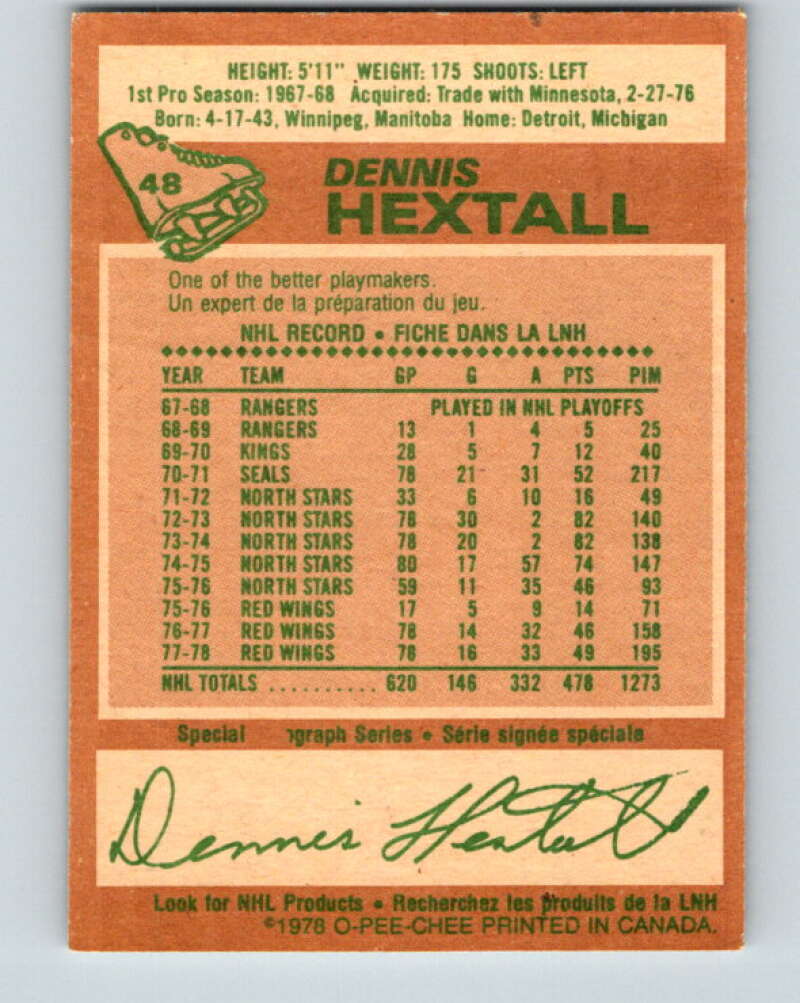 HEIGHT: 5'11" WEIGHT: 175 SHOOTS: LEFT
1st Pro Season: 1967-68 Acquired: Trade with Minnesota, 2-27-76
Born: 4-17-43, Winnipeg, Manitoba Home: Detroit, Michigan
48
DENNIS
HEXTALL
One of the better playmakers.
Un expert de la préparation du jeu.
NHL RECORD • FICHE DANS LA LNH
YEAR TEAM GP G A PTS PIM
67-68 RANGERS PLAYED IN NHL PLAYOFFS
68-69 RANGERS 13 1 4 5 25
69-70 KINGS 28 5 7 12 40
70-71 SEALS 78 21 31 52 217
71-72 NORTH STARS 33 6 10 16 49
72-73 NORTH STARS 78 30 2 82 140
73-74 NORTH STARS 78 20 2 82 138
74-75 NORTH STARS 80 17 57 74 147
75-76 NORTH STARS 59 11 35 46 93
75-76 RED WINGS 17 5 9 14 71
76-77 RED WINGS 78 14 32 46 158
77-78 RED WINGS 78 16 33 49 195
NHL TOTALS .......... 620 146 332 478 1273
Special ograph Series • Série signée spéciale
Dennis Hextall
Look for NHL Products • Recherchez les produits de la LNH
©1978 O-PEE-CHEE PRINTED IN CANADA.